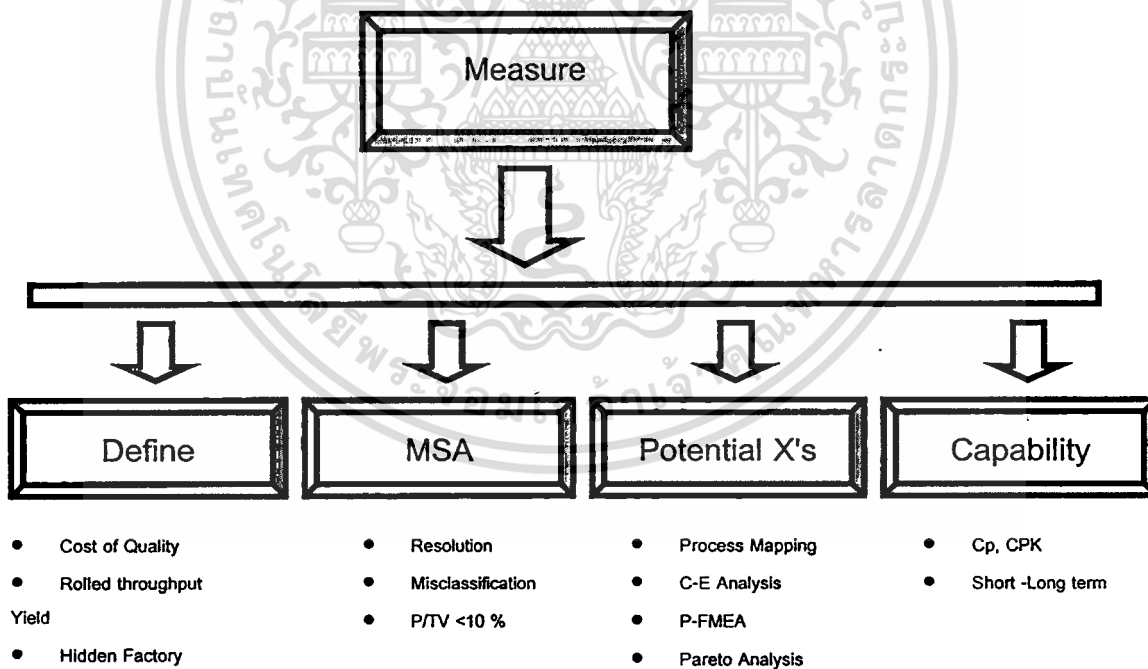 Measure
Define
MSA
Potential X's
Capability
• Cost of Quality
• Rolled throughput
Yield
• Hidden Factory
• Resolution
• Misclassification
• P/TV <10 %
• Process Mapping
• C-E Analysis
• P-FMEA
• Pareto Analysis
• Cp, CPK
• Short -Long term